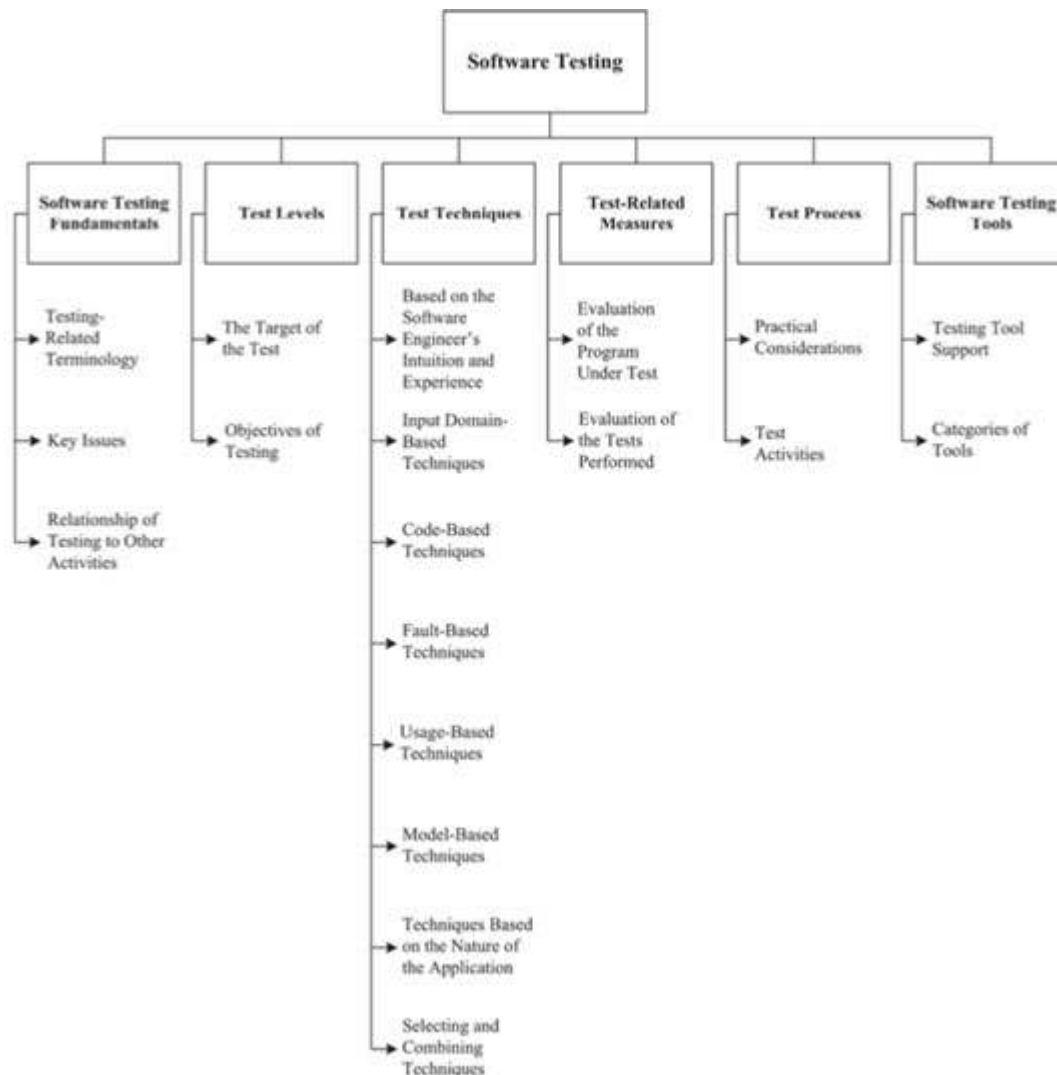 Software Testing
Software Testing
Fundamentals
Test Levels
Test Techniques
Test-Related
Measures
Test Process
Software Testing
Tools
Testing-
Related
Terminology
Key Issues
Relationship of
Testing to Other
Activities
The Target of
the Test
Objectives of
Testing
Based on the
Software
Engineer's
Intuition and
Experience
Input Domain-
Based
Techniques
Code-Based
Techniques
Fault-Based
Techniques
Usage-Based
Techniques
Model-Based
Techniques
Techniques Based
on the Nature of
the Application
Selecting and
Combining
Techniques
Evaluation
of the
Program
Under Test
Evaluation of
the Tests
Performed
Practical
Considerations
Test
Activities
Testing Tool
Support
Categories of
Tools